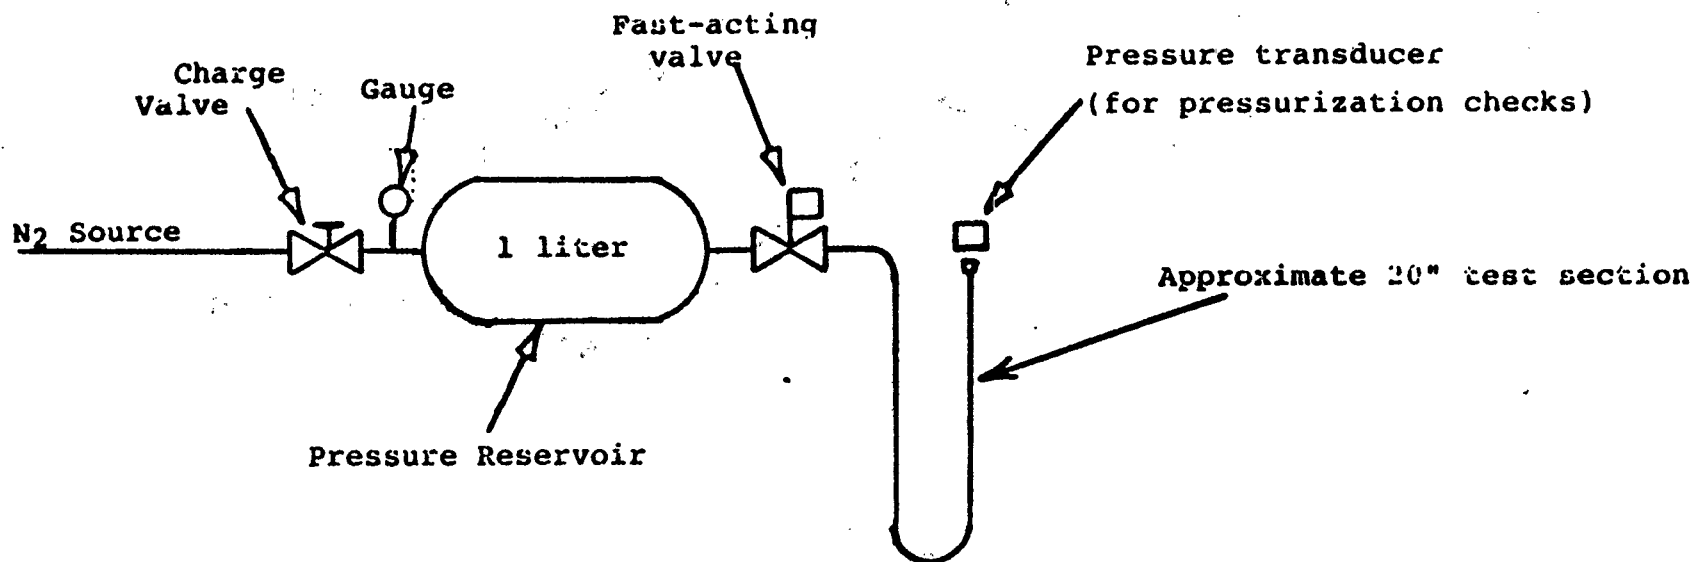 Fast-acting
valve
Pressure transducer
(for pressurization checks)
Charge
Valve
Gauge
N2 Source
1 liter
Approximate 20" test section
Pressure Reservoir